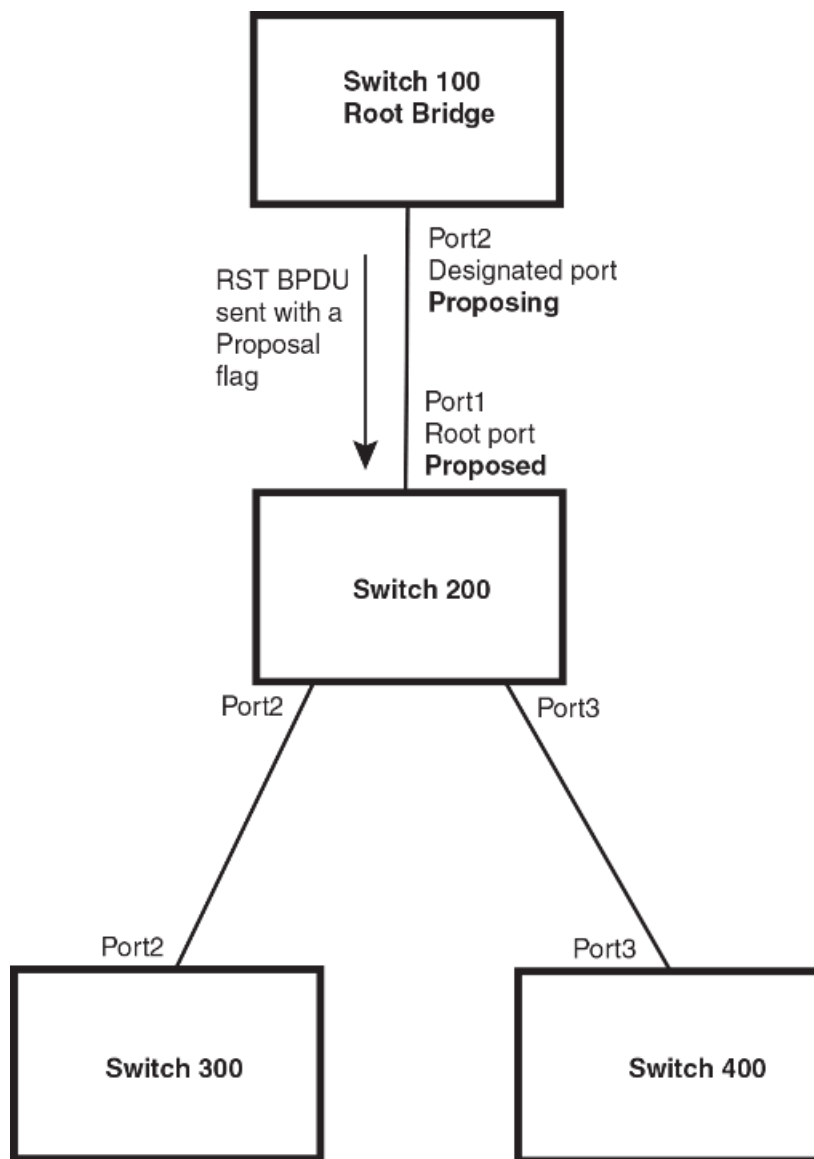 Switch 100
Root Bridge
RST BPDU
sent with a
Proposal
flag
Port2
Designated port
Proposing
Port1
Root port
Proposed
Switch 200
Port2
Port3
Port2
Port3
Switch 300
Switch 400